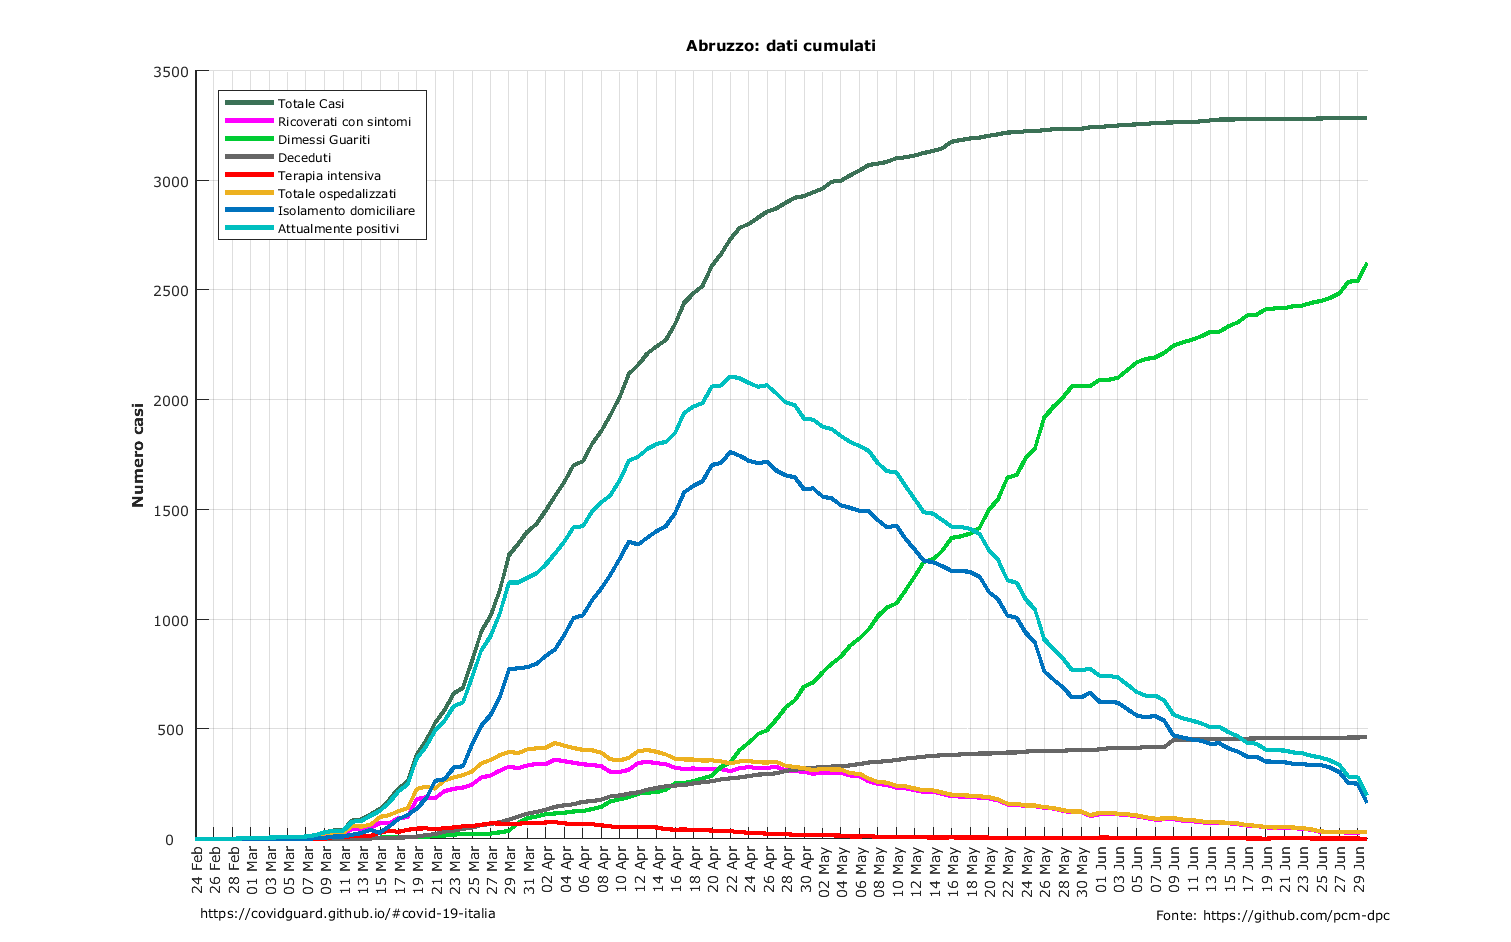 Abruzzo: dati cumulati
Numero casi
3500
3000
2500
2000
1500
1000
500
0
Totale Casi
Ricoverati con sintomi
Dimessi Guariti
Deceduti
Terapia intensiva
Totale ospedalizzati
Isolamento domiciliare
Attualmente positivi
24 Feb
26 Feb
28 Feb
01 Mar
03 Mar
05 Mar
07 Mar
09 Mar
11 Mar
13 Mar
15 Mar
17 Mar
19 Mar
21 Mar
23 Mar
25 Mar
27 Mar
29 Mar
31 Mar
02 Apr
04 Apr
06 Apr
08 Apr
10 Apr
12 Apr
14 Apr
16 Apr
18 Apr
20 Apr
22 Apr
24 Apr
26 Apr
28 Apr
30 Apr
02 May
04 May
06 May
08 May
10 May
12 May
14 May
16 May
18 May
20 May
22 May
24 May
26 May
28 May
30 May
01 Jun
03 Jun
05 Jun
07 Jun
09 Jun
11 Jun
13 Jun
15 Jun
17 Jun
19 Jun
21 Jun
23 Jun
25 Jun
27 Jun
29 Jun
https://covidguard.github.io/#covid-19-italia
Fonte: https://github.com/pcm-dpc